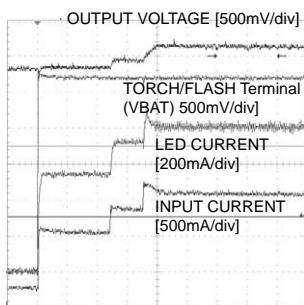 OUTPUT VOLTAGE [500mV/div]
TORCH/FLASH Terminal
(VBAT) 500mV/div]
LED CURRENT
[200mA/div]
INPUT CURRENT
[500mA/div]